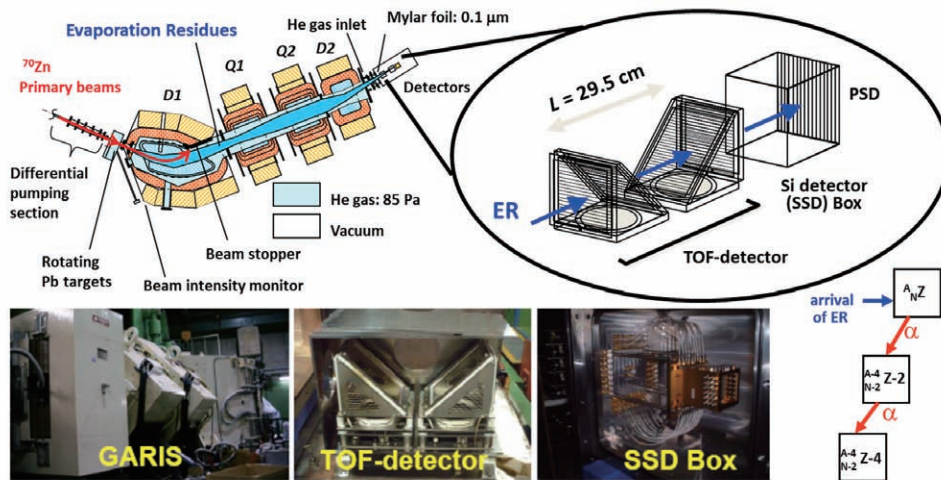 Evaporation Residues
70Zn
Primary beams
D1
Q1
Q2
D2
He gas inlet
Mylar foil: 0.1 μm
Detectors
Differential
pumping
section
Rotating
Pb targets
Beam intensity monitor
Beam stopper
He gas: 85 Pa
Vacuum
L = 29.5 cm
PSD
ER
Si detector
(SSD) Box
TOF-detector
GARIS
TOF-detector
SSD Box
arrival
of ER
A
N Z
α
A-4
N-2 Z-2
α
A-4
N-2 Z-4